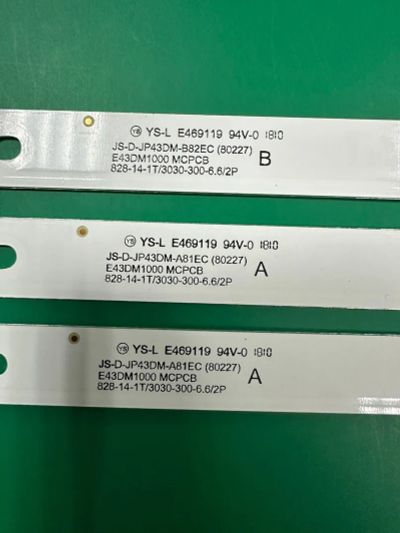 YS YS-L E469119 94V-0 1810
JS-D-JP43DM-B82EC (80227)
E43DM1000 MCPCB B
828-14-1T/3030-300-6.6/2P
YS YS-L E469119 94V-0 1810
JS-D-JP43DM-A81EC (80227)
E43DM1000 MCPCB A
828-14-1T/3030-300-6.6/2P
YS YS-L E469119 94V-0 1810
JS-D-JP43DM-A81EC (80227)
E43DM1000 MCPCB A
828-14-1T/3030-300-6.6/2P